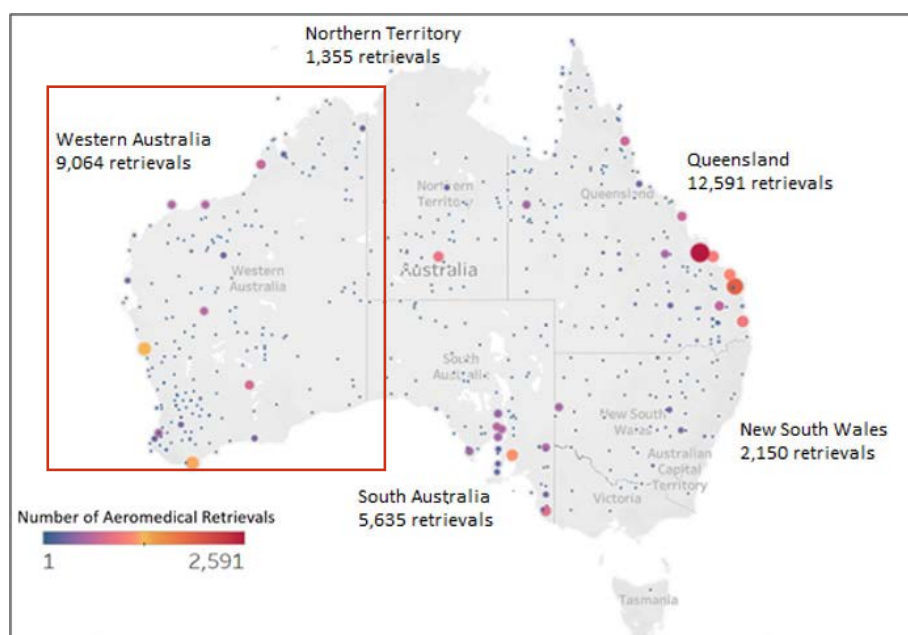 Northern Territory
1,355 retrievals
Western Australia
9,064 retrievals
Queensland
12,591 retrievals
Northern
Territory
Queensland
Australia
Western
Australia
South
Australia
New South
Wales
New South Wales
2,150 retrievals
Australian
Capital
Territory
Victoria
South Australia
5,635 retrievals
Number of Aeromedical Retrievals
1
2,591
Tasmania